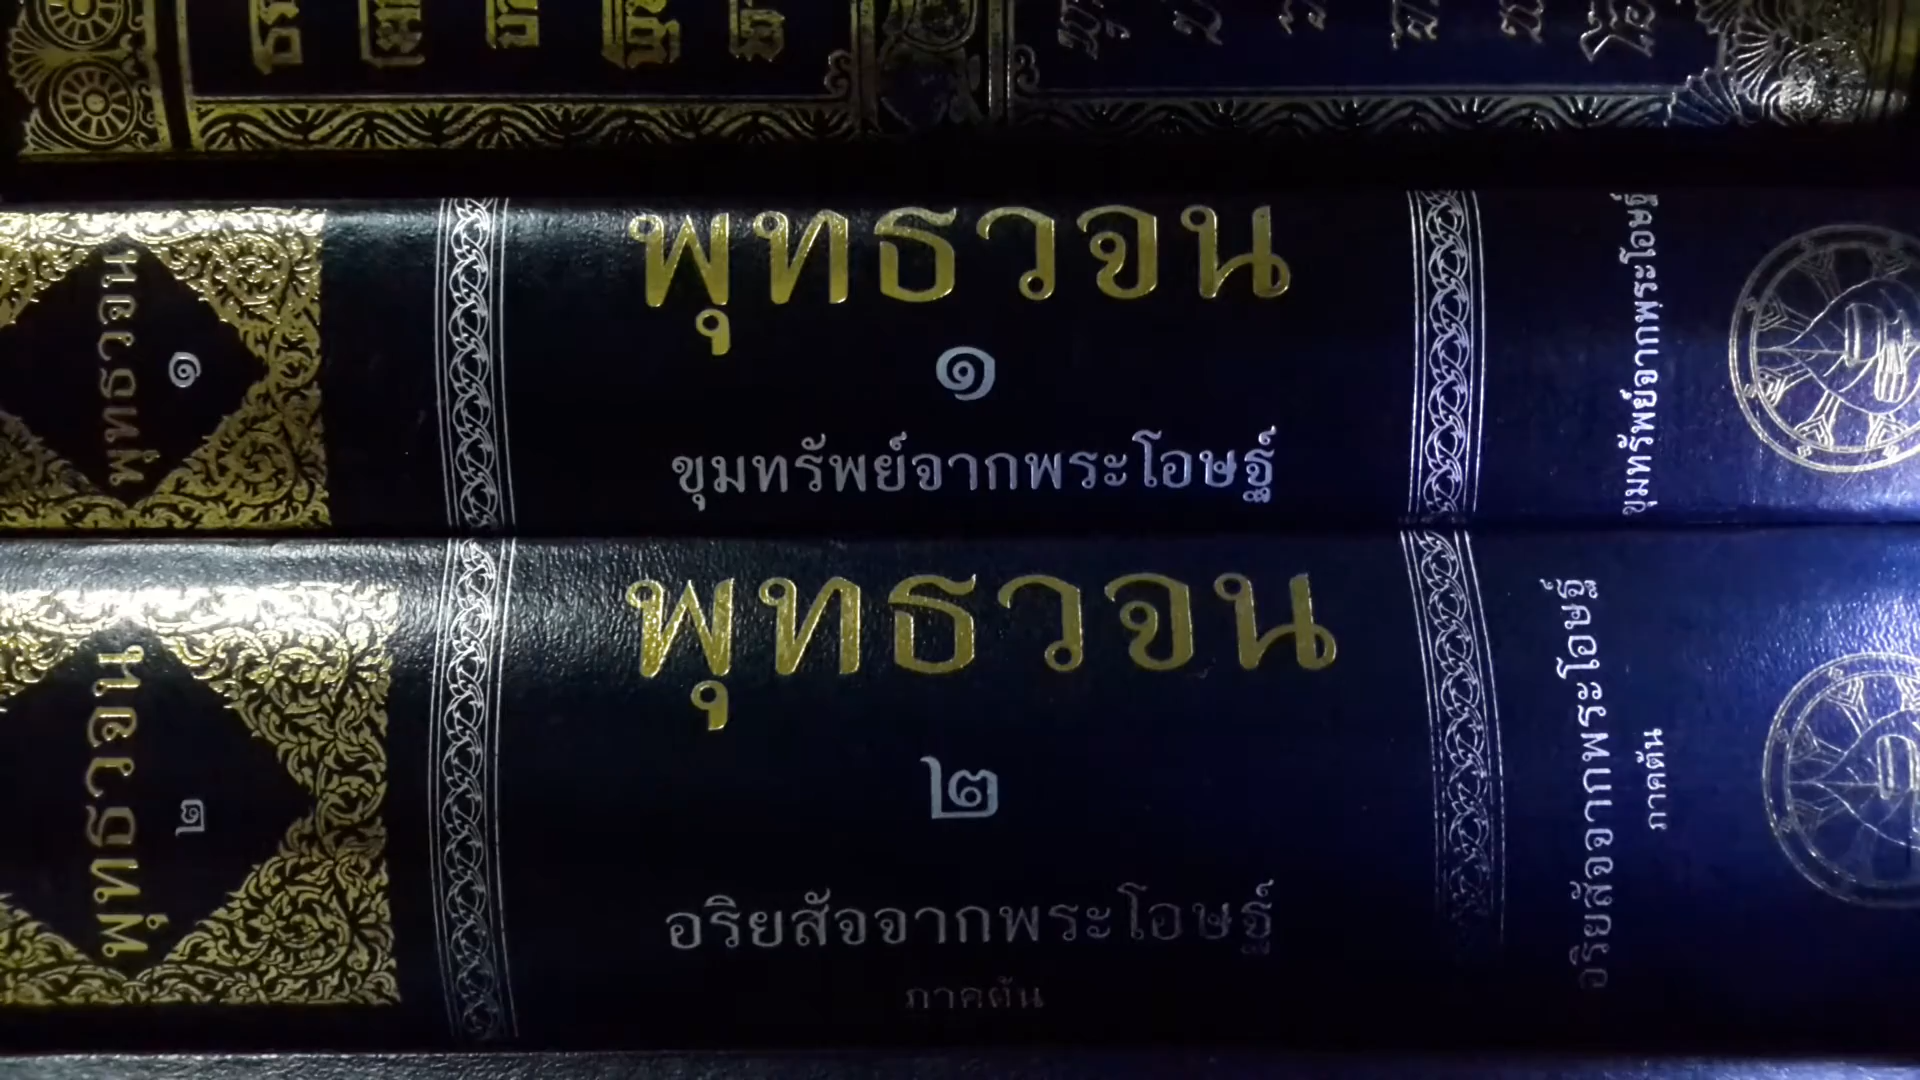 พุทธวจน
๑
พุทธวจน
๑
ขุมทรัพย์จากพระโอษฐ์
ขุมทรัพย์จากพระโอษฐ์
พุทธวจน
๒
พุทธวจน
๒
อริยสัจจากพระโอษฐ์
ภาคต้น
อริยสัจจากพระโอษฐ์
ภาคต้น